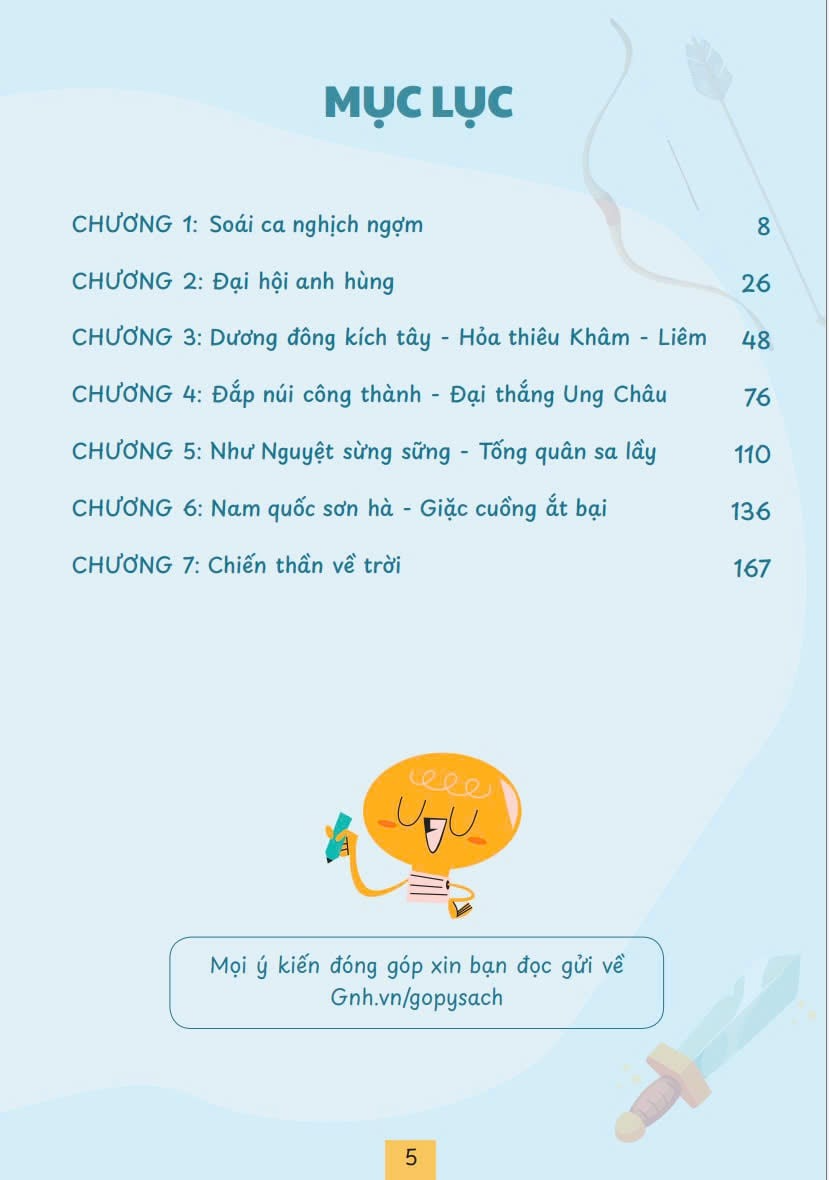 MỤC LỤC
CHƯƠNG 1: Soái ca nghịch ngợm 8
CHƯƠNG 2: Đại hội anh hùng 26
CHƯƠNG 3: Dương đông kích tây - Hỏa thiêu Khâm - Liêm 48
CHƯƠNG 4: Đắp núi công thành - Đại thắng Ung Châu 76
CHƯƠNG 5: Như Nguyệt sừng sững - Tống quân sa lầy 110
CHƯƠNG 6: Nam quốc sơn hà - Giặc cuồng ắt bại 136
CHƯƠNG 7: Chiến thần về trời 167
Mọi ý kiến đóng góp xin bạn đọc gửi về
Gnh.vn/gopysach
5